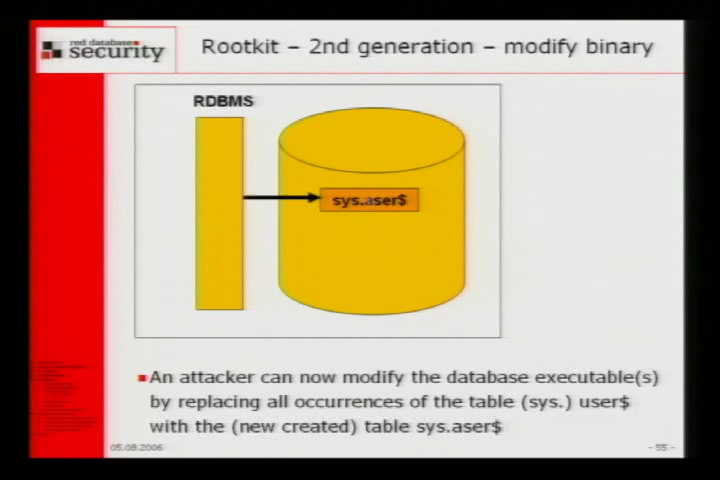 red database
security
Rootkit – 2nd generation – modify binary
RDBMS
sys.aser$
An attacker can now modify the database executable(s)
by replacing all occurrences of the table (sys.) user$
with the (new created) table sys.aser$
05.08.2006
- 55 -